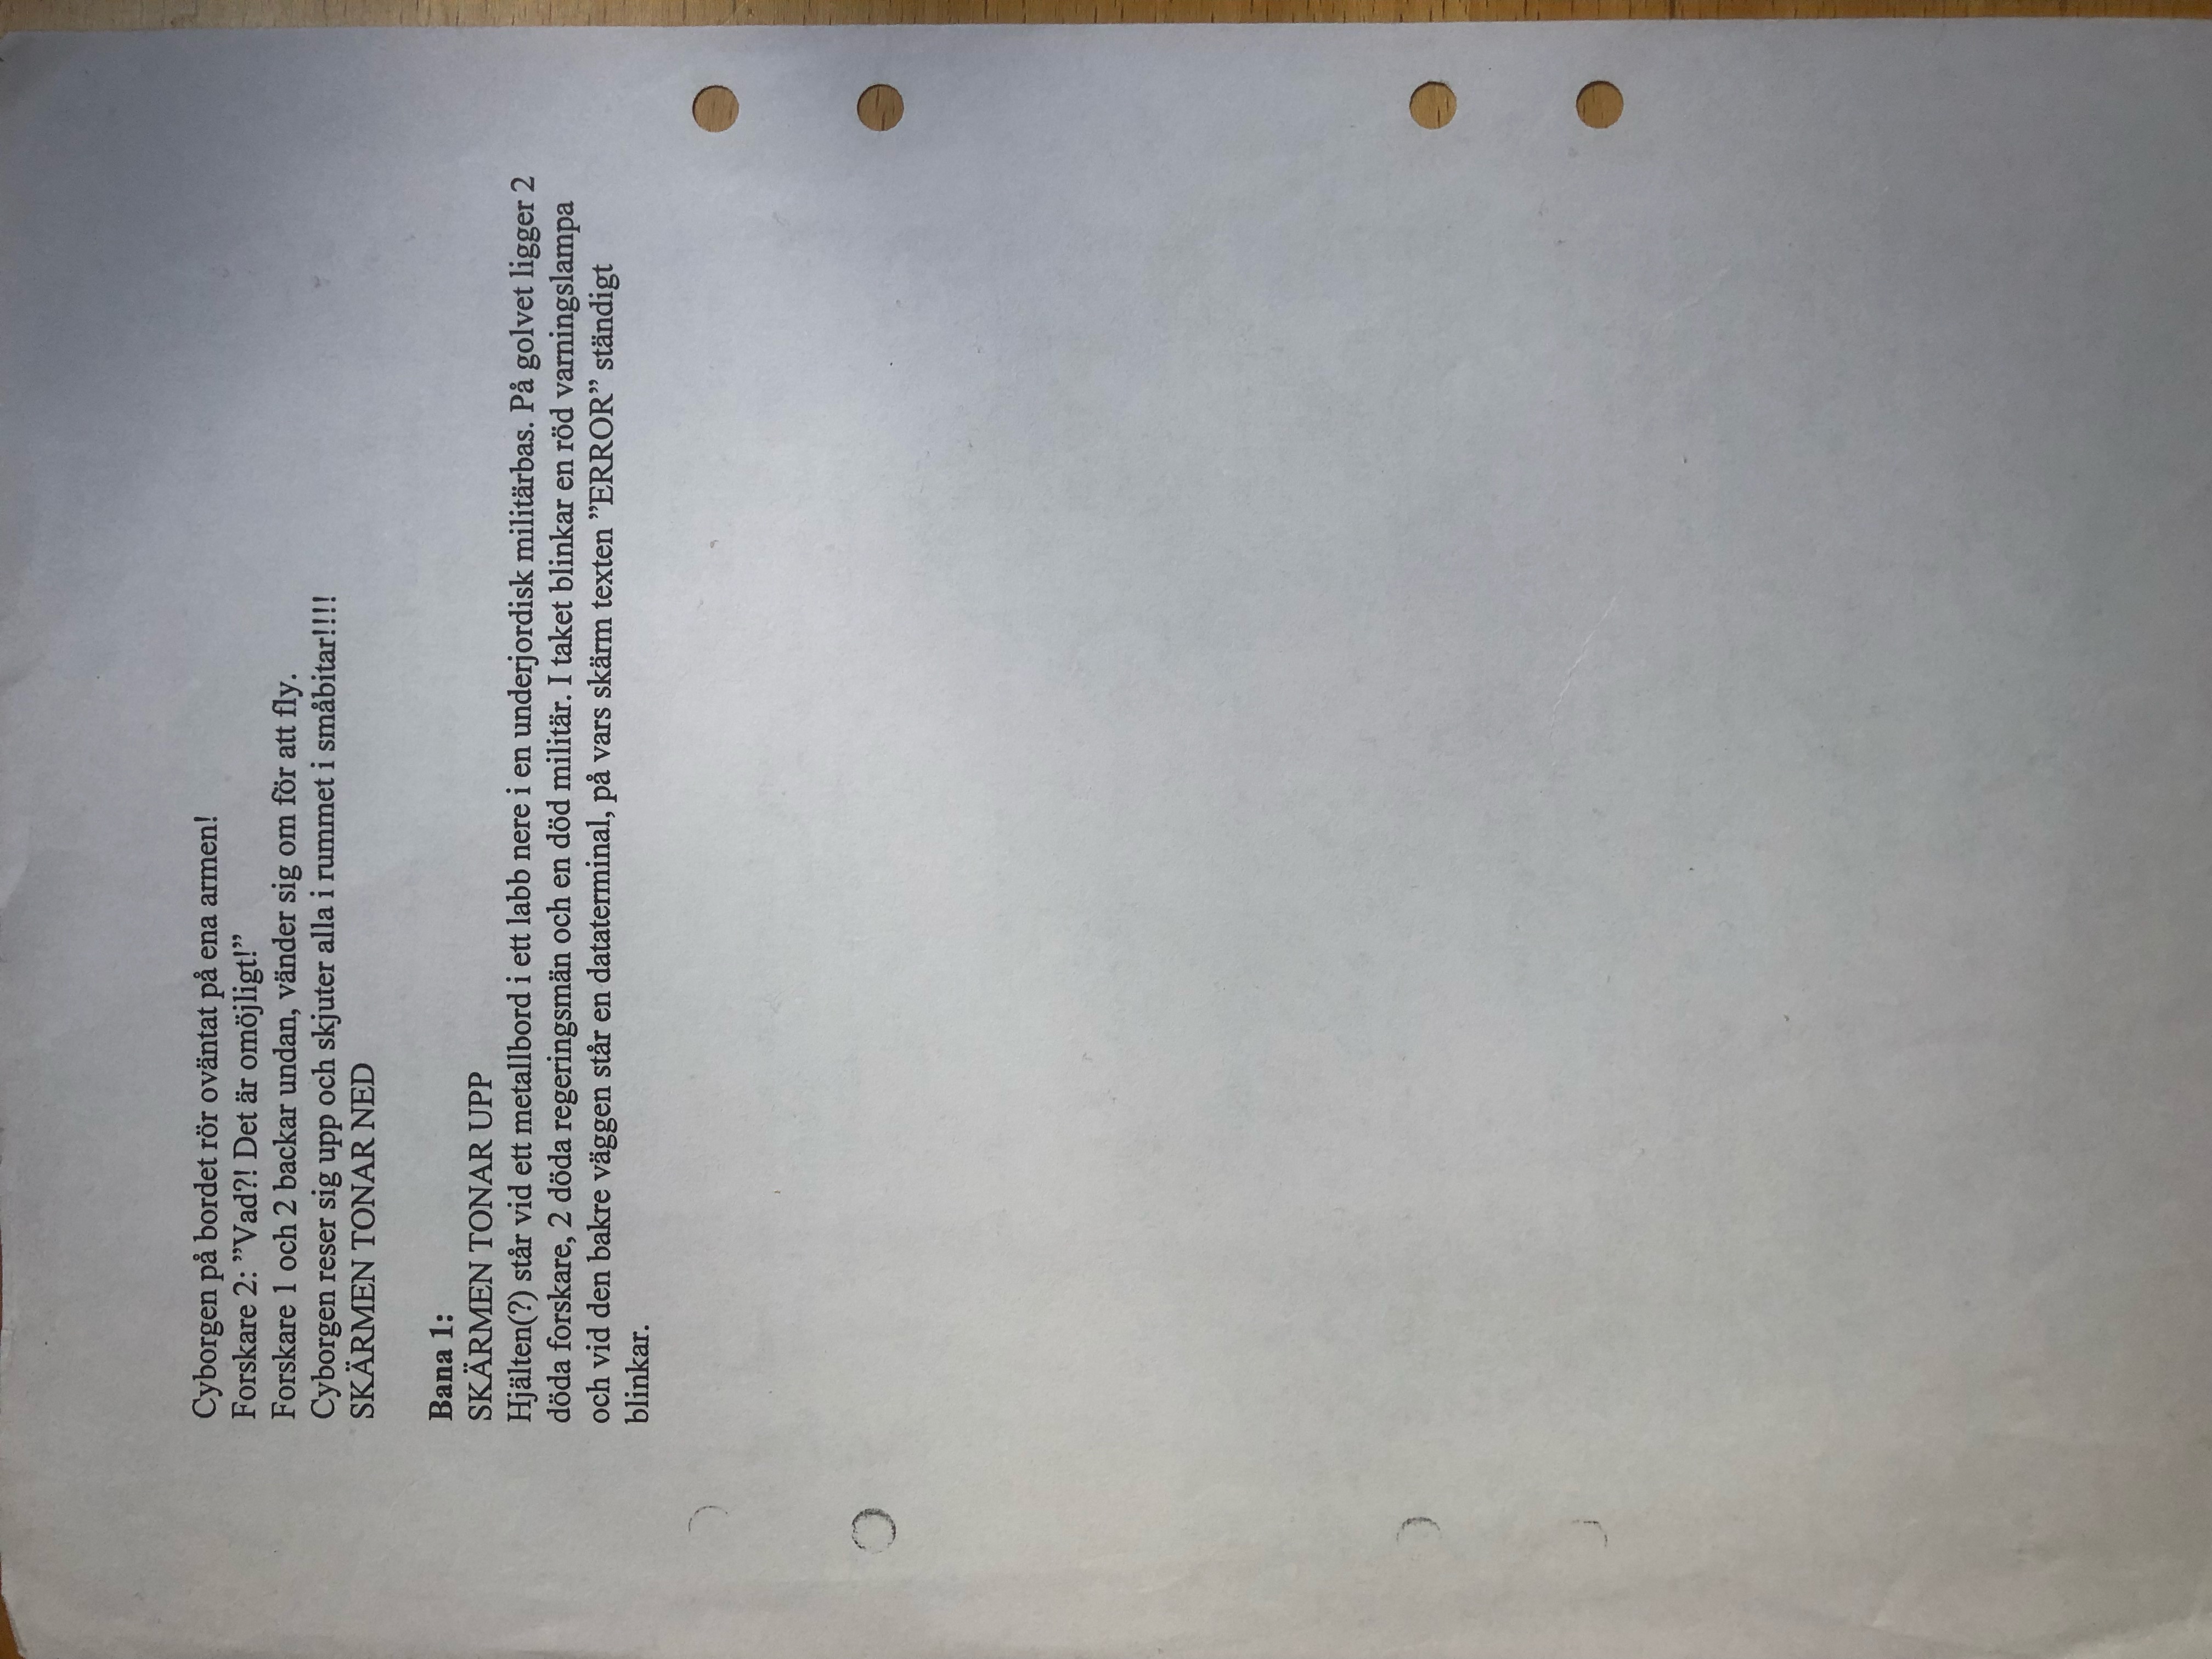 Cyborgen på bordet rör oväntat på ena armen!
Forskare 2: ”Vad?! Det är omöjligt!”
Forskare 1 och 2 backar undan, vänder sig om för att fly.
Cyborgen reser sig upp och skjuter alla i rummet i småbitar!!!!
SKÄRMEN TONAR NED
Bana 1:
SKÄRMEN TONAR UPP
Hjälten(?) står vid ett metallbord i ett labb nere i en underjordisk militärbas. På golvet ligger 2
döda forskare, 2 döda regeringsmän och en död militär. I taket blinkar en röd varningslampa
och vid den bakre väggen står en dataterminal, på vars skärm texten ”ERROR” ständigt
blinkar.